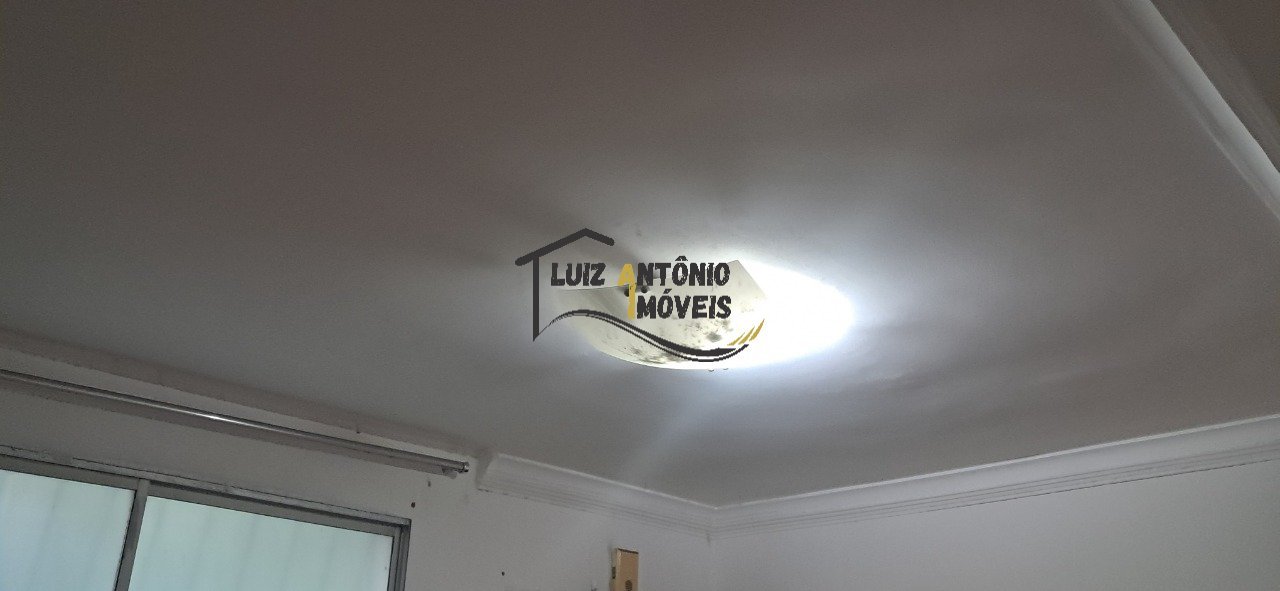 LUIZ ANTÔNIO
IMÓVEIS